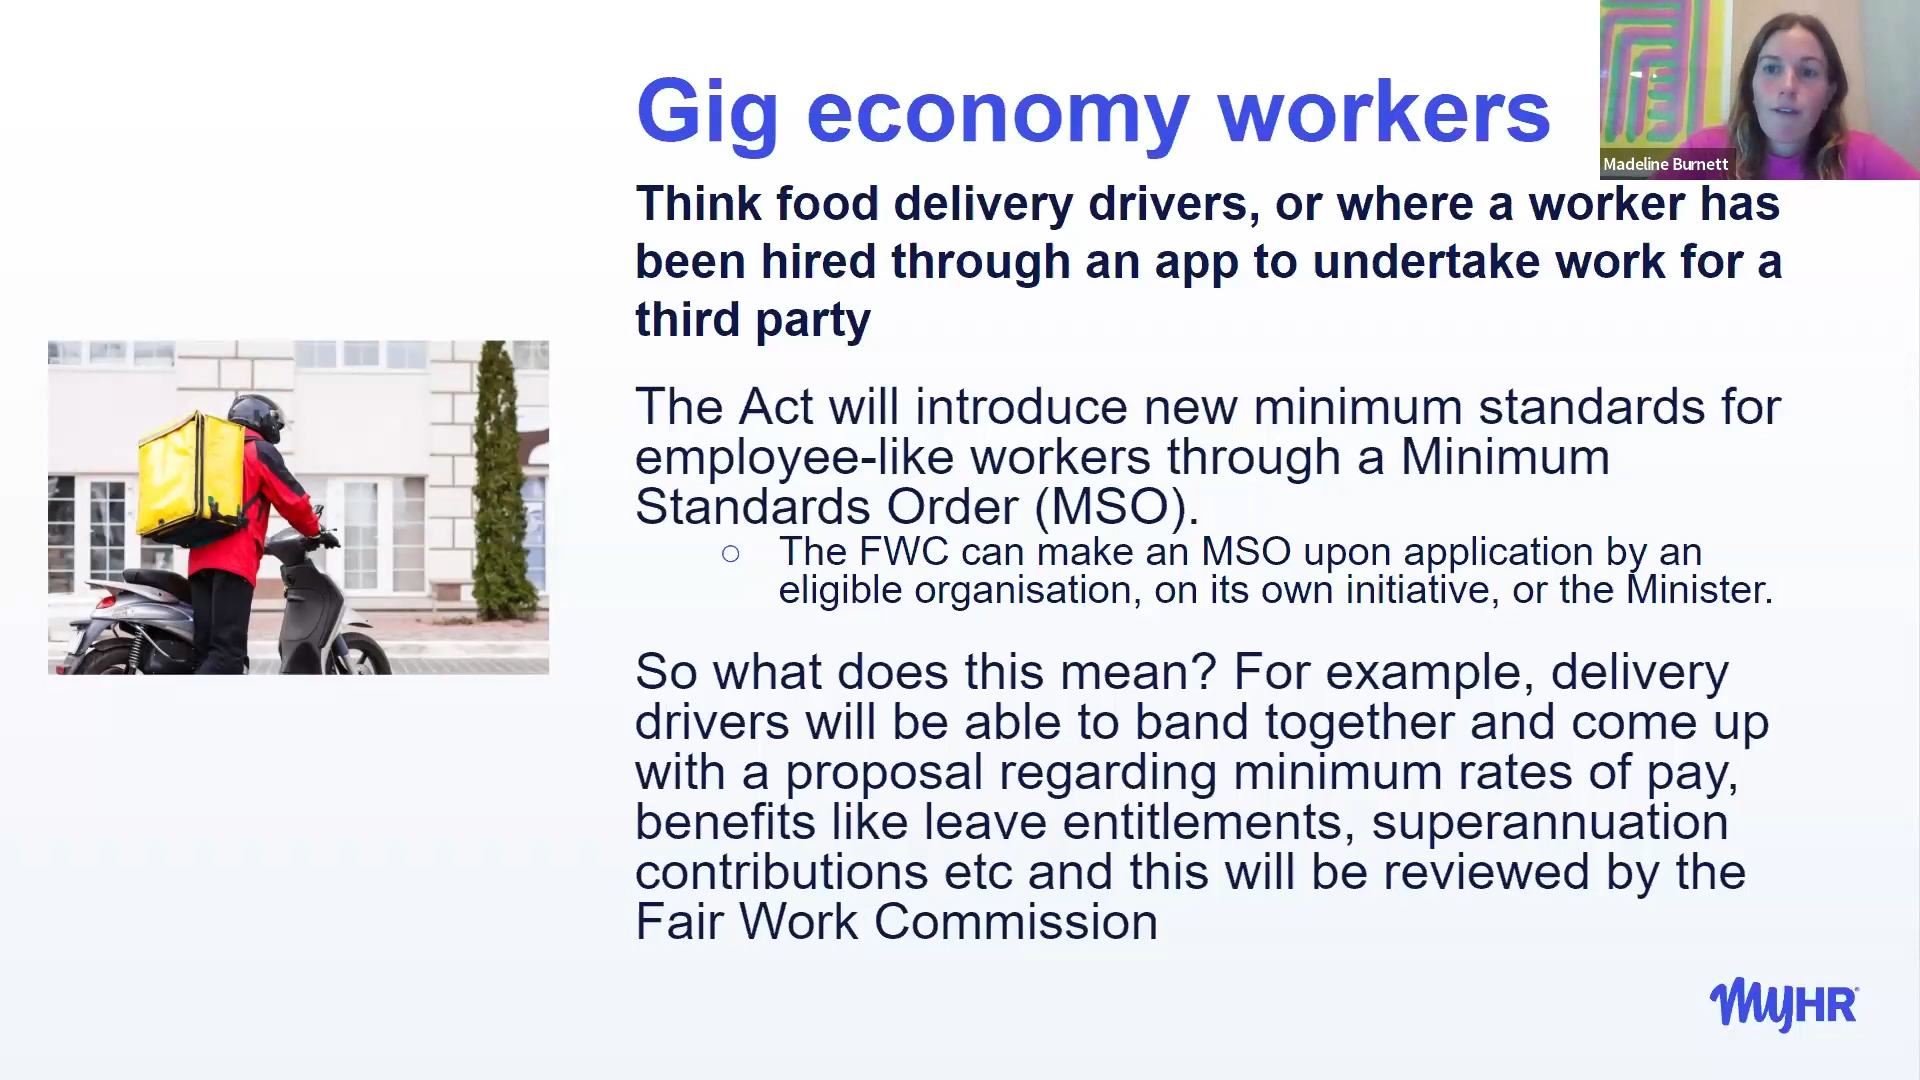 Gig economy workers
Madeline Burnett
Think food delivery drivers, or where a worker has
been hired through an app to undertake work for a
third party
The Act will introduce new minimum standards for
employee-like workers through a Minimum
Standards Order (MSO).
○ The FWC can make an MSO upon application by an
eligible organisation, on its own initiative, or the Minister.
So what does this mean? For example, delivery
drivers will be able to band together and come up
with a proposal regarding minimum rates of pay,
benefits like leave entitlements, superannuation
contributions etc and this will be reviewed by the
Fair Work Commission
MyHR